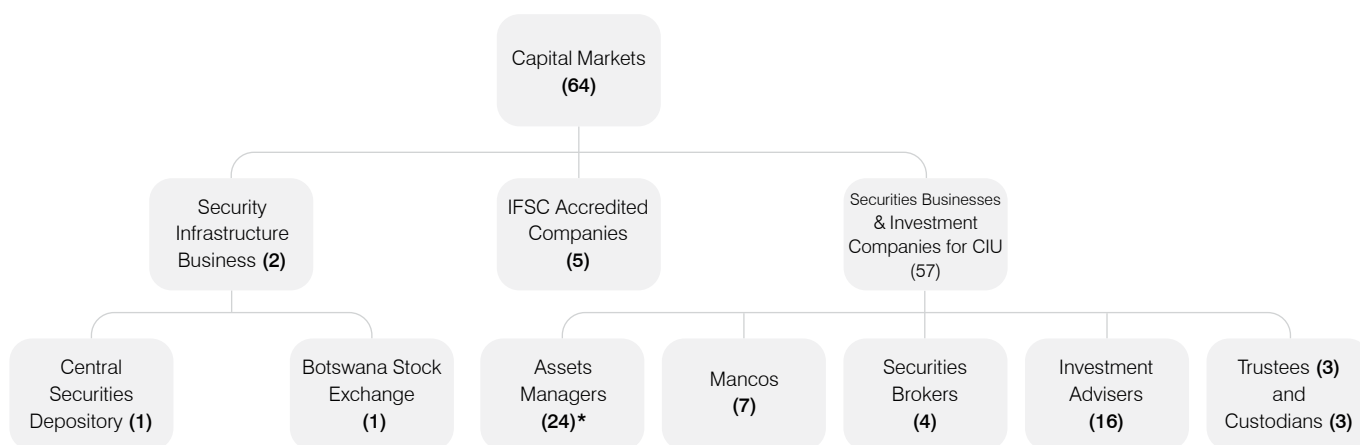 Capital Markets
(64)
Security
Infrastructure
Business (2)
IFSC Accredited
Companies
(5)
Securities Businesses
& Investment
Companies for CIU
(57)
Central
Securities
Depository (1)
Botswana Stock
Exchange
(1)
Assets
Managers
(24)*
Mancos
(7)
Securities
Brokers
(4)
Investment
Advisers
(16)
Trustees (3)
and
Custodians (3)